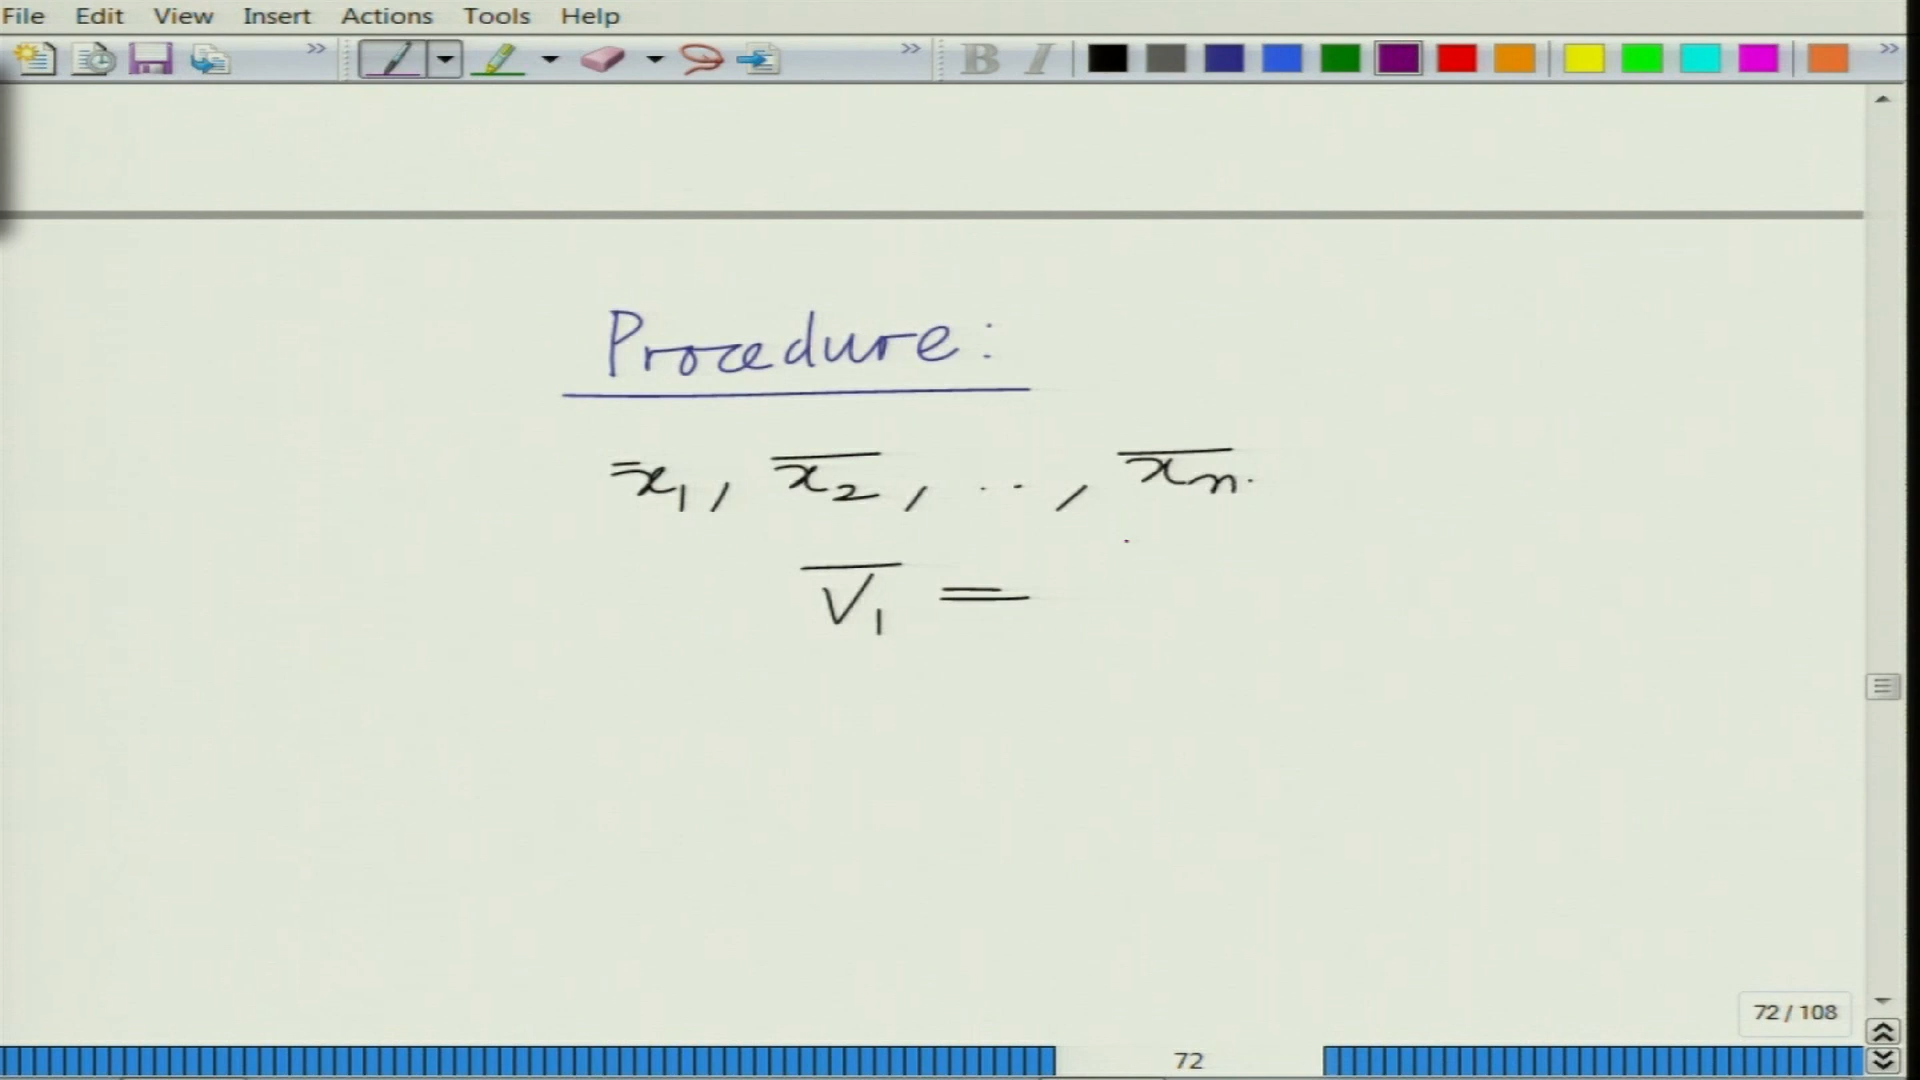 File Edit View Insert Actions Tools Help
B I
Procedure:
x̄₁, x̄₂, .., x̄ₙ.
V̄₁ =
72 / 108
72